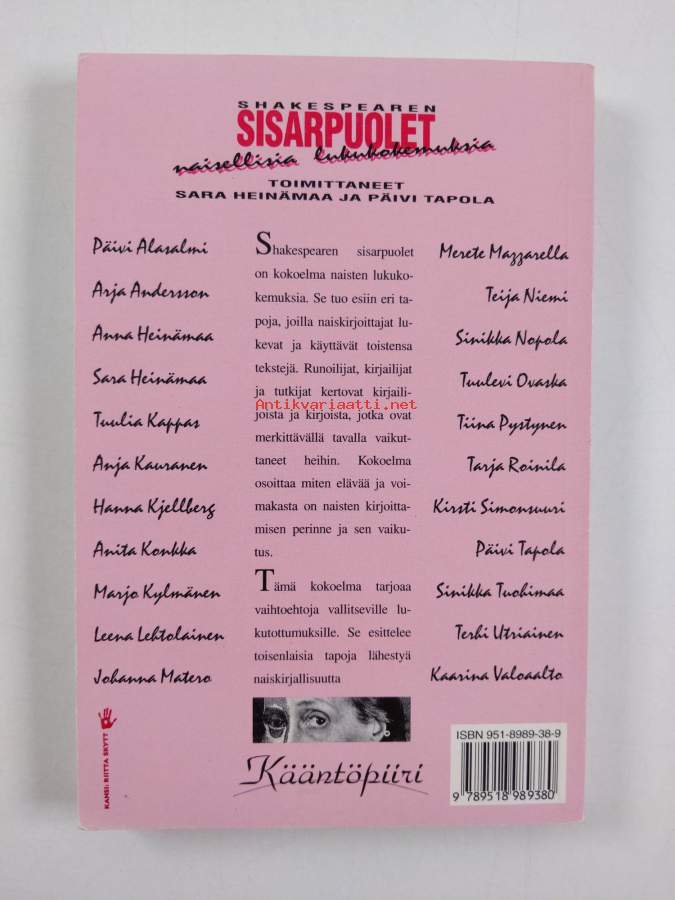 SHAKESPEAREN
SISARPUOLET
naisellisia lukukokemuksia
TOIMITTANEET
SARA HEINÄMAA JA PÄIVI TAPOLA
Päivi Alasalmi
Arja Andersson
Anna Heinämaa
Sara Heinämaa
Tuulia Kappas
Anja Kauranen
Hanna Kjellberg
Anita Konkka
Marjo Kylmänen
Leena Lehtolainen
Johanna Matero
Shakespearen sisarpuolet
on kokoelma naisten lukuko-
kemuksia. Se tuo esiin eri ta-
poja, joilla naiskirjoittajat lu-
kevat ja käyttävät toistensa
tekstejä. Runoilijat, kirjailijat
ja tutkijat kertovat kirjaili-
joista ja kirjoista, jotka ovat
merkittävällä tavalla vaikut-
taneet heihin. Kokoelma
osoittaa miten elävää ja voi-
makasta on naisten kirjoitta-
misen perinne ja sen vaiku-
tus.
Tämä kokoelma tarjoaa
vaihtoehtoja vallitseville lu-
kutottumuksille. Se esittelee
toisenlaisia tapoja lähestyä
naiskirjallisuutta
Merete Mazzarella
Teija Niemi
Sinikka Nopola
Tuulevi Ovaska
Tiina Pystynen
Tarja Roinila
Kirsti Simonsuuri
Päivi Tapola
Sinikka Tuohimaa
Terhi Utriainen
Kaarina Valoaalto
Antikvariaatti.net
KANSI: RIITTA SKYTT
Kääntöpiiri
ISBN 951-8989-38-9
9 789518 989380